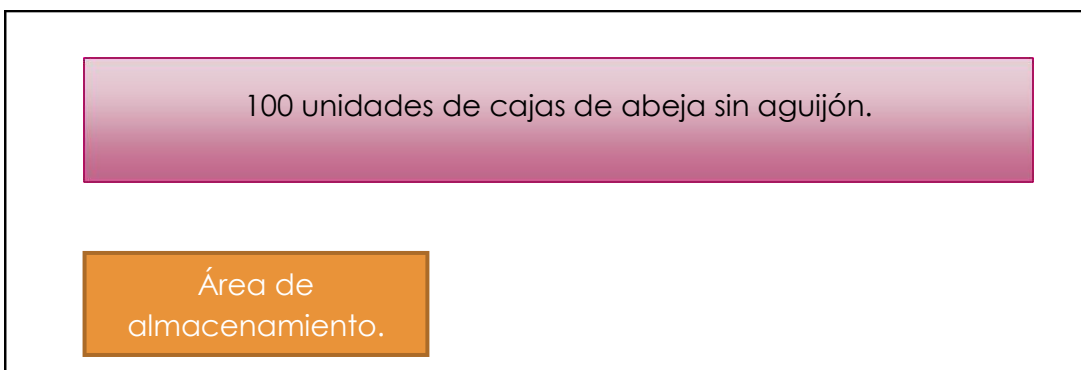 100 unidades de cajas de abeja sin aguijón.
Área de
almacenamiento.